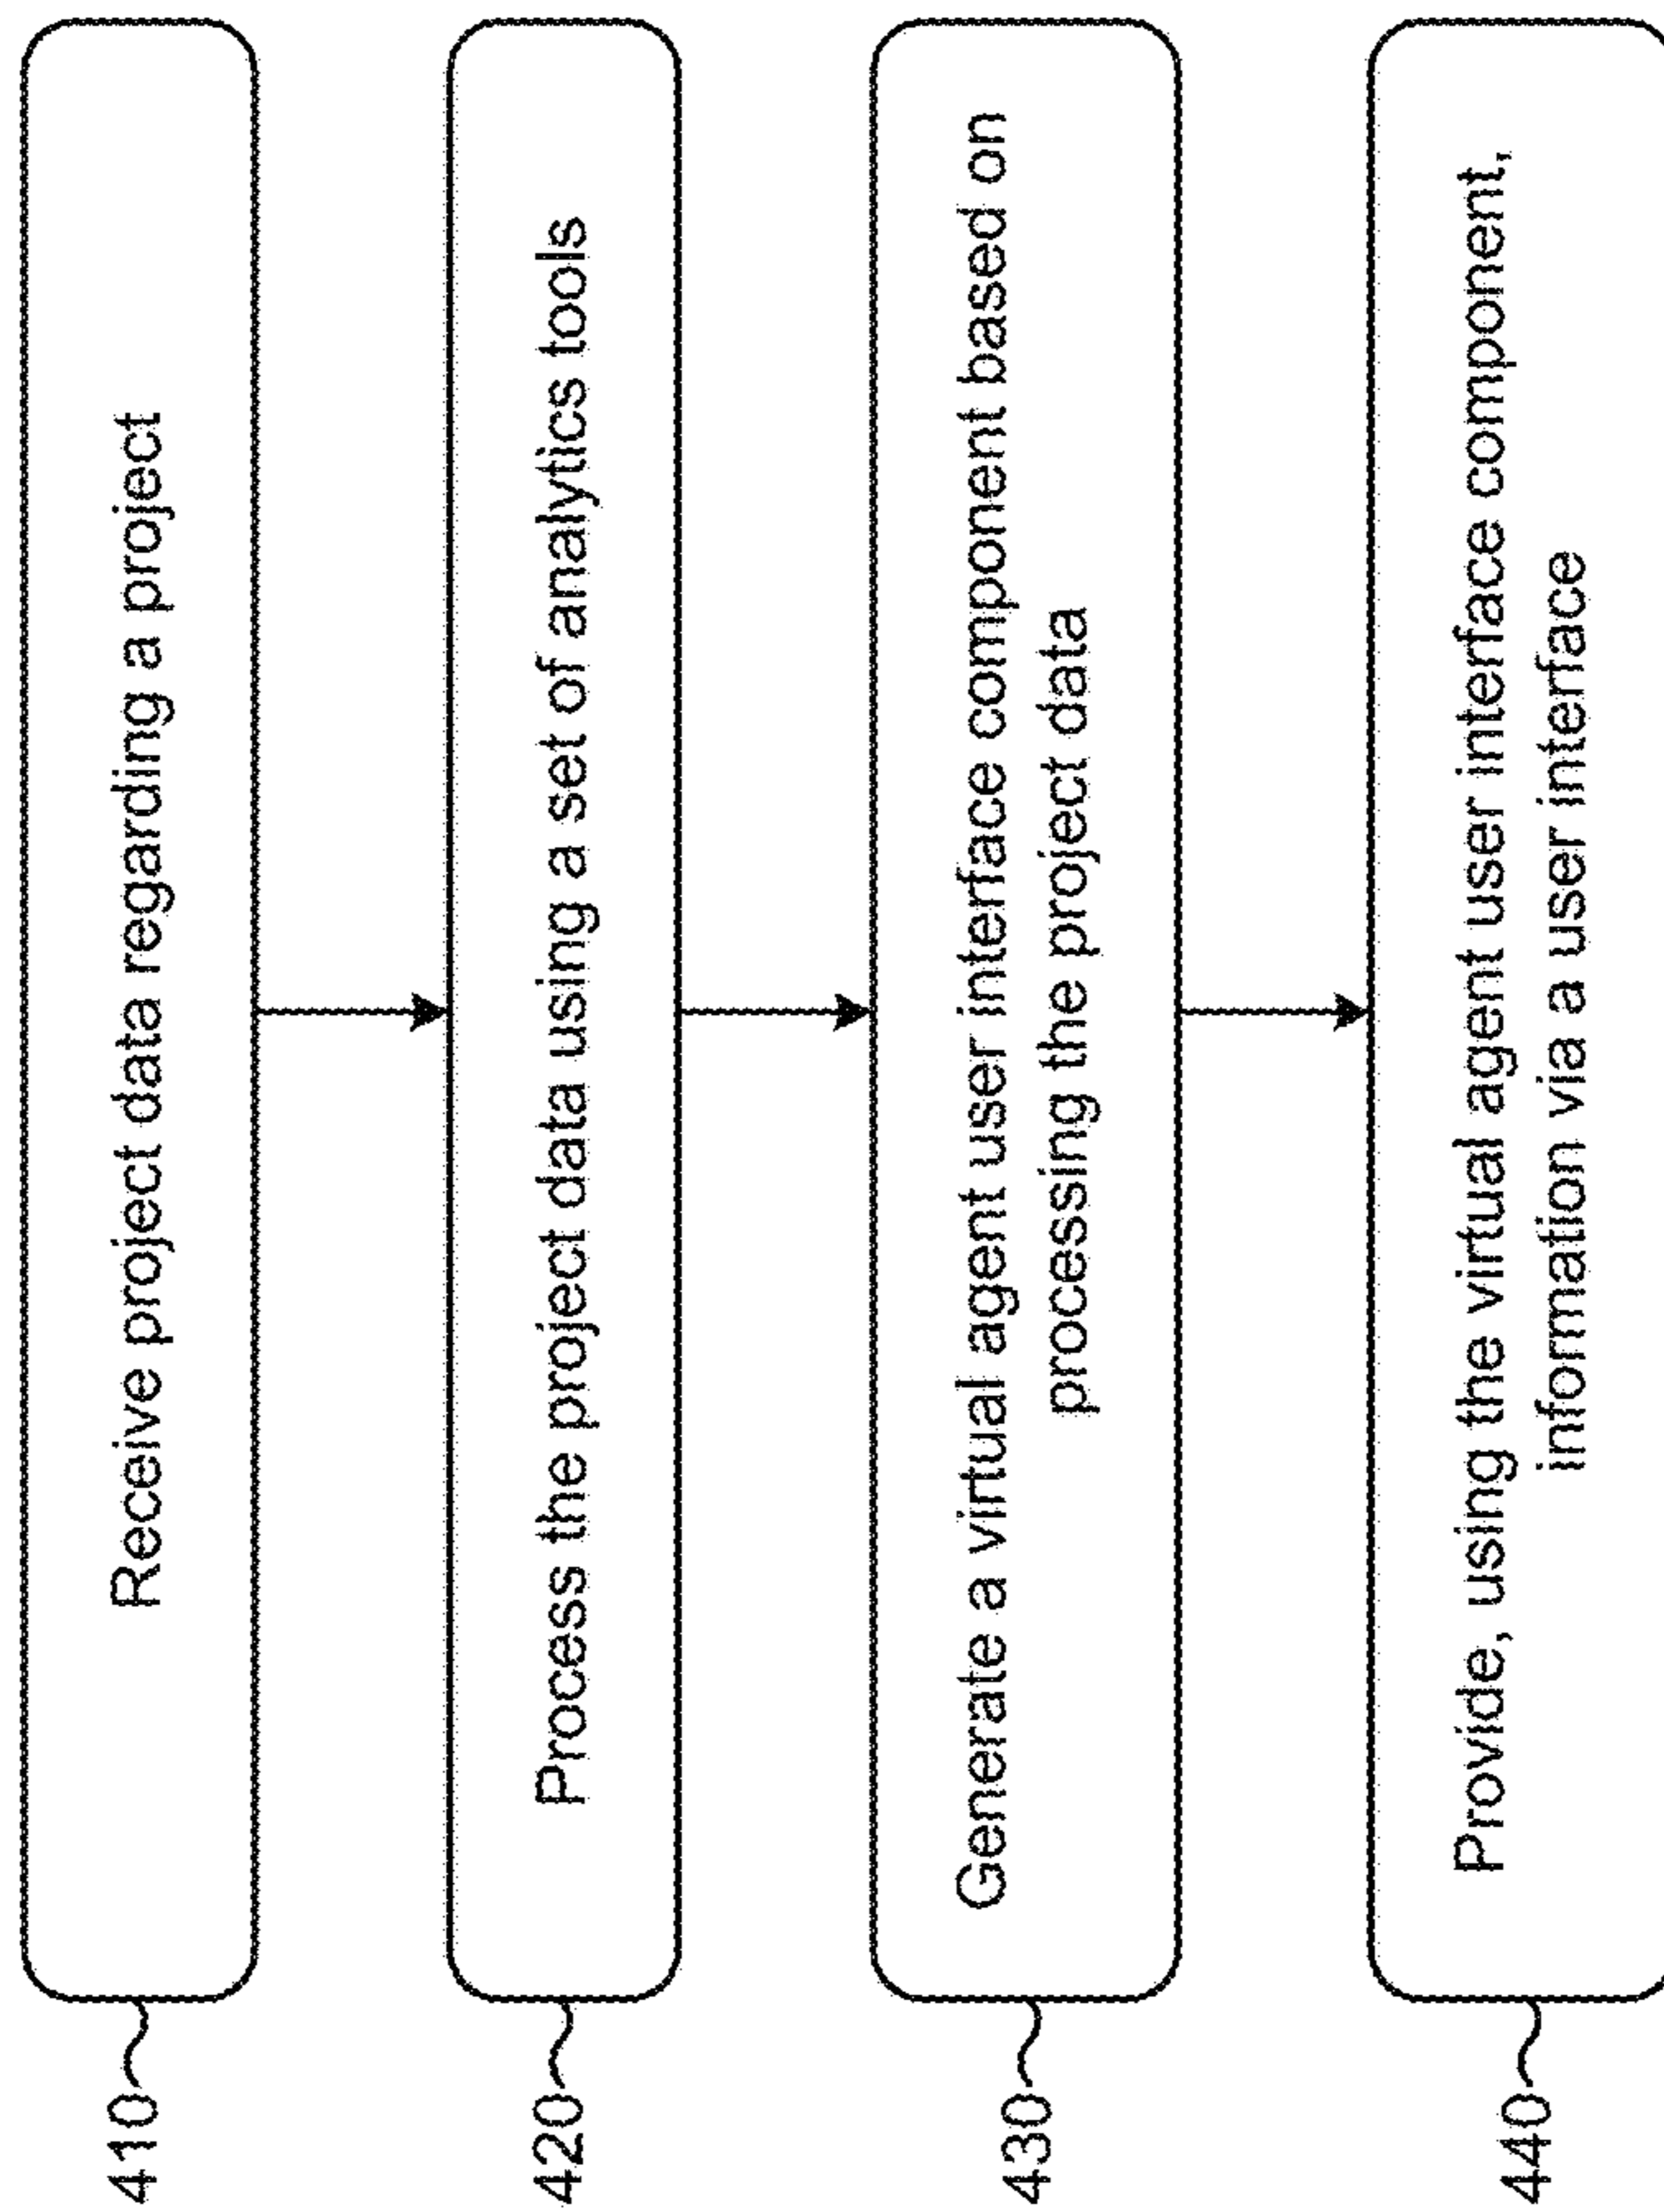 410
Receive project data regarding a project
420
Process the project data using a set of analytics tools
430
Generate a virtual agent user interface component based on
processing the project data
440
Provide, using the virtual agent user interface component,
information via a user interface